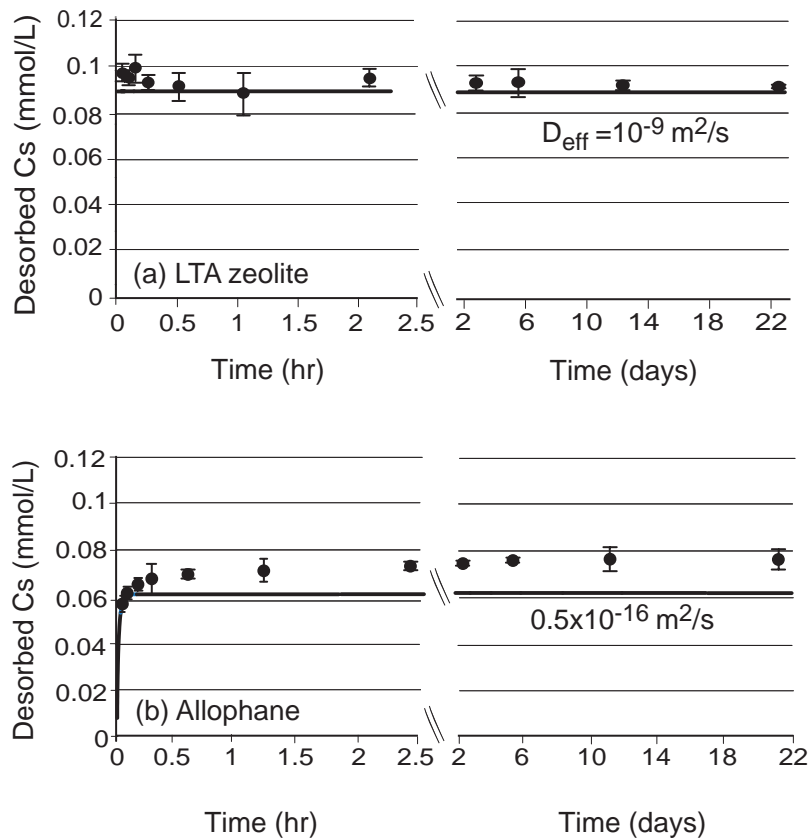 Desorbed Cs (mmol/L)
0.12
0.1
0.08
0.06
0.04
0.02
0
D_eff =10^-9 m^2/s
(a) LTA zeolite
0 0.5 1 1.5 2 2.5 2 6 10 14 18 22
Time (hr) Time (days)
Desorbed Cs (mmol/L)
0.12
0.1
0.08
0.06
0.04
0.02
0
0.5x10^-16 m^2/s
(b) Allophane
0 0.5 1 1.5 2 2.5 2 6 10 14 18 22
Time (hr) Time (days)